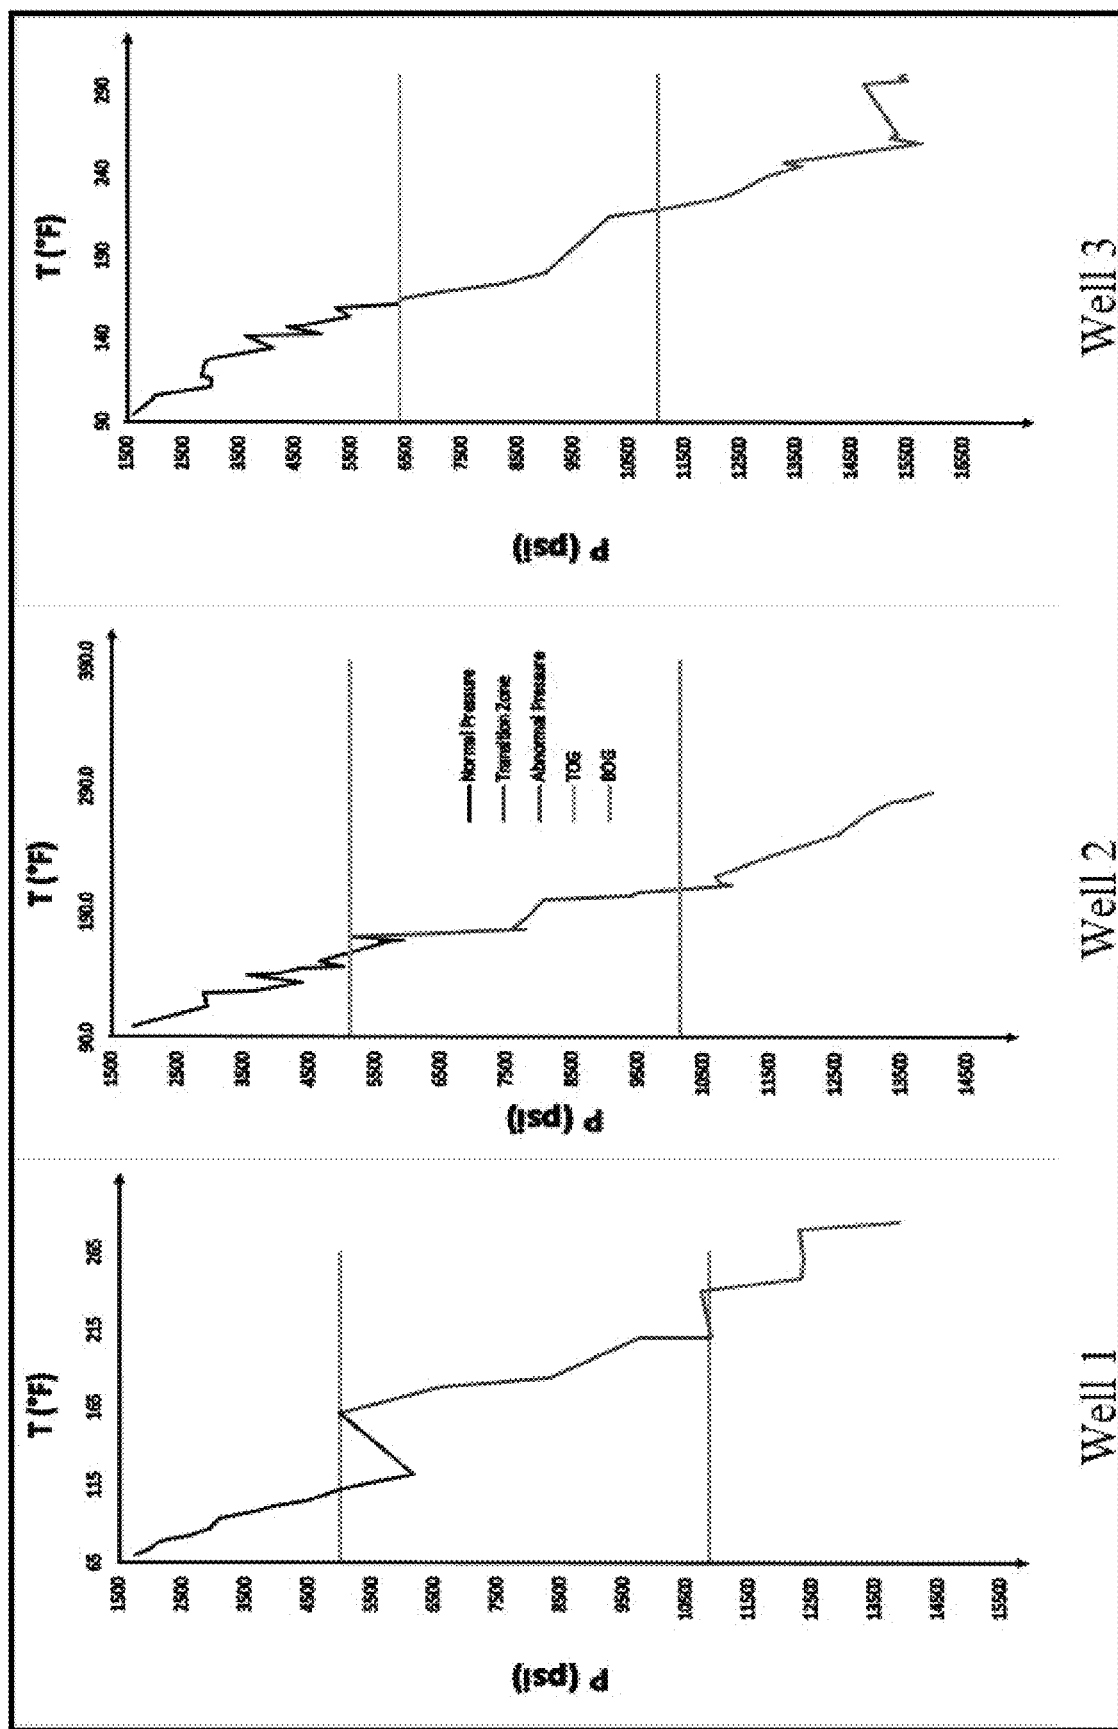 T (°F)
65 115 165 215 265
1500
2500
3500
4500
5500
6500
7500
8500
9500
10500
11500
12500
13500
14500
15500
P (psi)
Well 1
T (°F)
90.0 190.0 290.0 390.0
1500
2500
3500
4500
5500
6500
7500
8500
9500
10500
11500
12500
13500
14500
P (psi)
Normal Pressure
Transition Zone
Abnormal Pressure
TOG
BOG
Well 2
T (°F)
90 140 190 240 290
1500
2500
3500
4500
5500
6500
7500
8500
9500
10500
11500
12500
13500
14500
15500
16500
P (psi)
Well 3